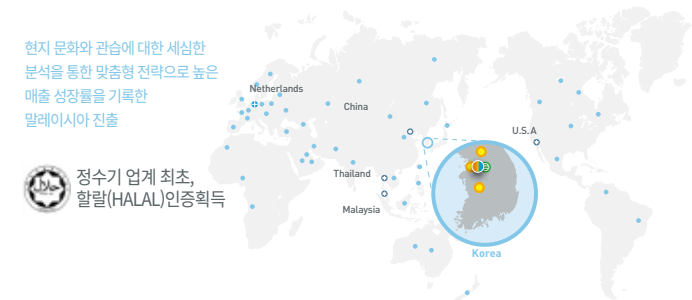 현지 문화와 관습에 대한 세심한
분석을 통한 맞춤형 전략으로 높은
매출 성장률을 기록한
말레이시아 진출
정수기 업계 최초,
할랄(HALAL)인증획득
Netherlands
China
U.S.A
Thailand
Malaysia
Korea